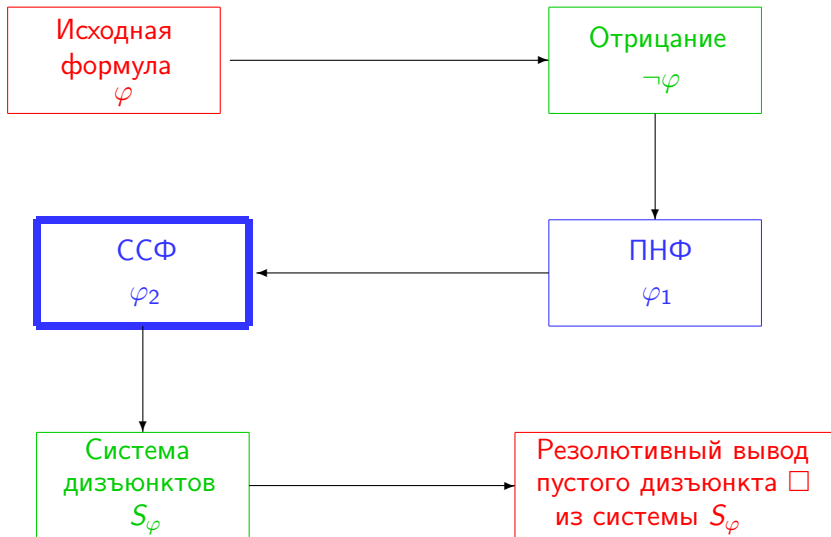 Исходная
формула
φ
Отрицание
¬φ
ССФ
φ₂
ПНФ
φ₁
Система
дизъюнктов
Sφ
Резолютивный вывод
пустого дизъюнкта □
из системы Sφ